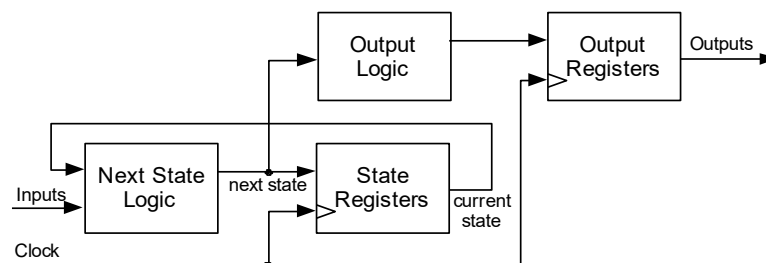 Output
Logic
Output
Registers
Outputs
Next State
Logic
next state
State
Registers
current
state
Inputs
Clock